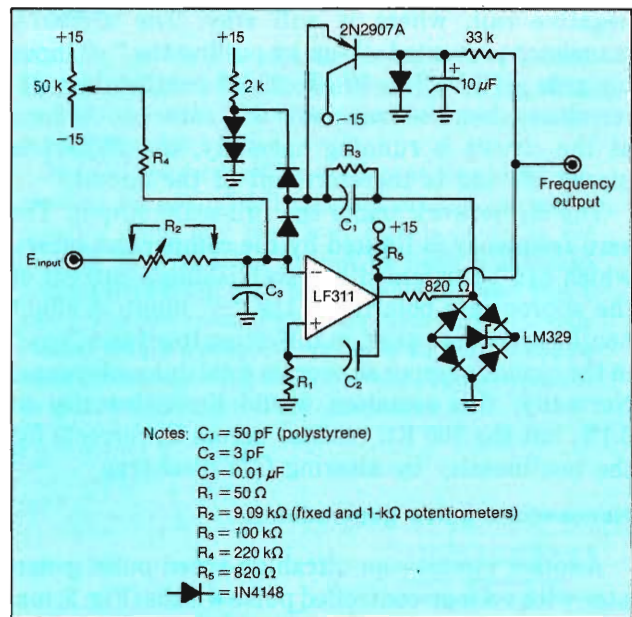 +15
+15
2N2907A
33 k
50 k
2 k
+
10 µF
–15
–15
R₃
R₄
C₁
Frequency
output
+15
R₂
R₅
E input
820 Ω
–
C₃
LF311
LM329
+
C₂
R₁
Notes: C₁ = 50 pF (polystyrene)
C₂ = 3 pF
C₃ = 0.01 µF
R₁ = 50 Ω
R₂ = 9.09 kΩ (fixed and 1-kΩ potentiometers)
R₃ = 100 kΩ
R₄ = 220 kΩ
R₅ = 820 Ω
= IN4148